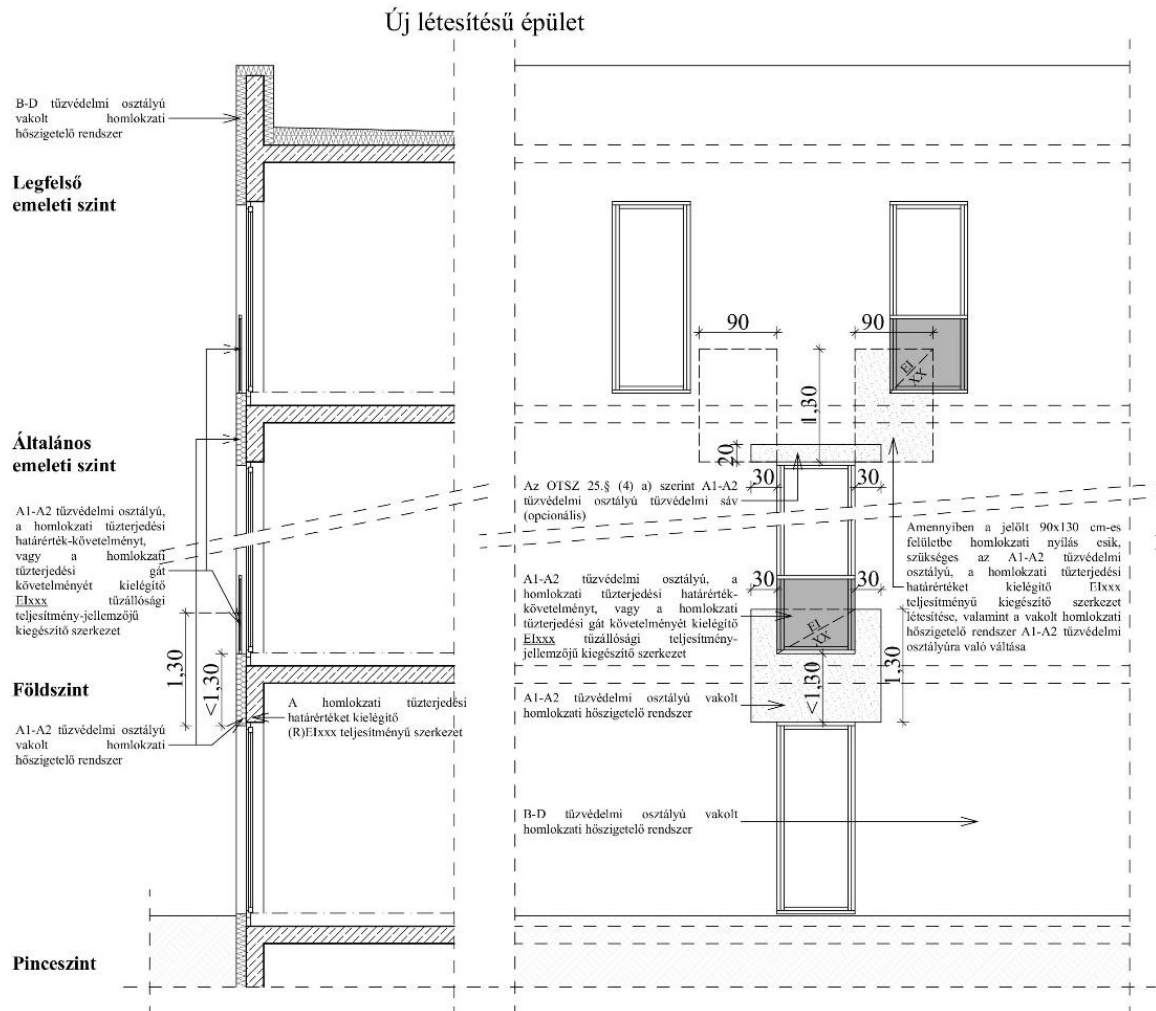 Új létesítésű épület
B-D tűzvédelmi osztályú
vakolt homlokzati
hőszigetelő rendszer
Legfelső
emeleti szint
90
90
EI
XX
1,30
Általános
emeleti szint
20
30
30
Az OTSZ 25.§ (4) a) szerint A1-A2
tűzvédelmi osztályú tűzvédelmi sáv
(opcionális)
A1-A2 tűzvédelmi osztályú,
a homlokzati tűzterjedési
határérték-követelményt,
vagy a homlokzati
tűzterjedési gát
követelményét kielégítő
EIxxx tűzállósági
teljesítmény-jellemzőjű
kiegészítő szerkezet
Amennyiben a jelölt 90x130 cm-es
felületbe homlokzati nyílás esik,
szükséges az A1-A2 tűzvédelmi
osztályú, a homlokzati tűzterjedési
határértéket kielégítő EIxxx
teljesítményű kiegészítő szerkezet
létesítése, valamint a vakolt homlokzati
hőszigetelő rendszer A1-A2 tűzvédelmi
osztályúra való váltása
A1-A2 tűzvédelmi osztályú, a
homlokzati tűzterjedési határérték-
követelményt, vagy a homlokzati
tűzterjedési gát követelményét kielégítő
EIxxx tűzállósági teljesítmény-
jellemzőjű kiegészítő szerkezet
30
30
EI
XX
1,30
<1,30
<1,30
1,30
Földszint
A homlokzati tűzterjedési
határértéket kielégítő
(R)EIxxx teljesítményű szerkezet
A1-A2 tűzvédelmi osztályú vakolt
homlokzati hőszigetelő rendszer
A1-A2 tűzvédelmi osztályú
vakolt homlokzati
hőszigetelő rendszer
B-D tűzvédelmi osztályú vakolt
homlokzati hőszigetelő rendszer
Pinceszint